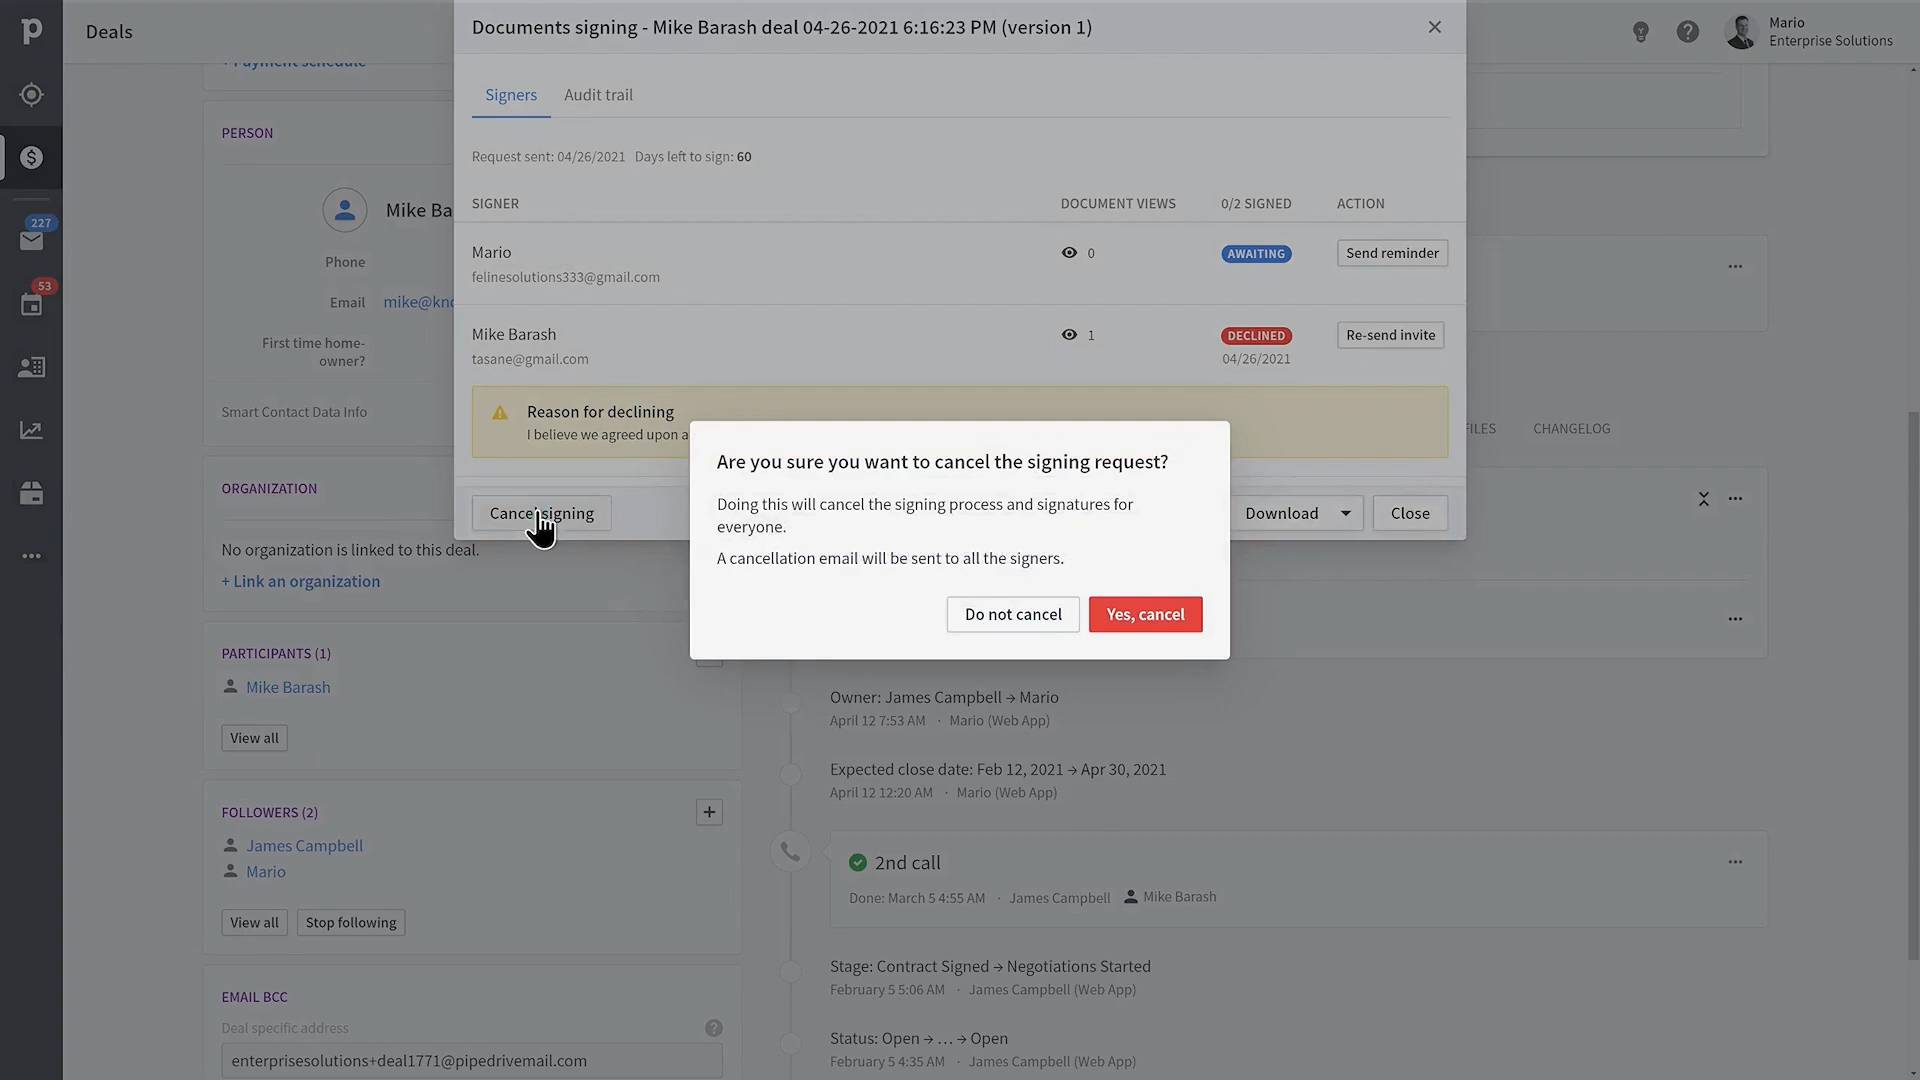 Deals
Documents signing - Mike Barash deal 04-26-2021 6:16:23 PM (version 1)
Mario
Enterprise Solutions
+ Payment schedule
Signers
Audit trail
PERSON
Request sent: 04/26/2021 Days left to sign: 60
SIGNER
DOCUMENT VIEWS
0/2 SIGNED
ACTION
227
Mike Ba
Mario
0
AWAITING
Send reminder
felinesolutions333@gmail.com
Phone
53
Email
mike@kno
Mike Barash
1
DECLINED
Re-send invite
tasane@gmail.com
04/26/2021
First time home-
owner?
Smart Contact Data Info
Reason for declining
I believe we agreed upon a
FILES
CHANGELOG
Are you sure you want to cancel the signing request?
Doing this will cancel the signing process and signatures for
everyone.
A cancellation email will be sent to all the signers.
Do not cancel
Yes, cancel
ORGANIZATION
Cancel signing
Download
Close
No organization is linked to this deal.
+ Link an organization
PARTICIPANTS (1)
Mike Barash
View all
Owner: James Campbell → Mario
April 12 7:53 AM · Mario (Web App)
Expected close date: Feb 12, 2021 → Apr 30, 2021
April 12 12:20 AM · Mario (Web App)
FOLLOWERS (2)
James Campbell
Mario
View all
Stop following
2nd call
Done: March 5 4:55 AM · James Campbell Mike Barash
Stage: Contract Signed → Negotiations Started
February 5 5:06 AM · James Campbell (Web App)
EMAIL BCC
Deal specific address
enterprisesolutions+deal1771@pipedrivemail.com
Status: Open → … → Open
February 5 4:35 AM · James Campbell (Web App)